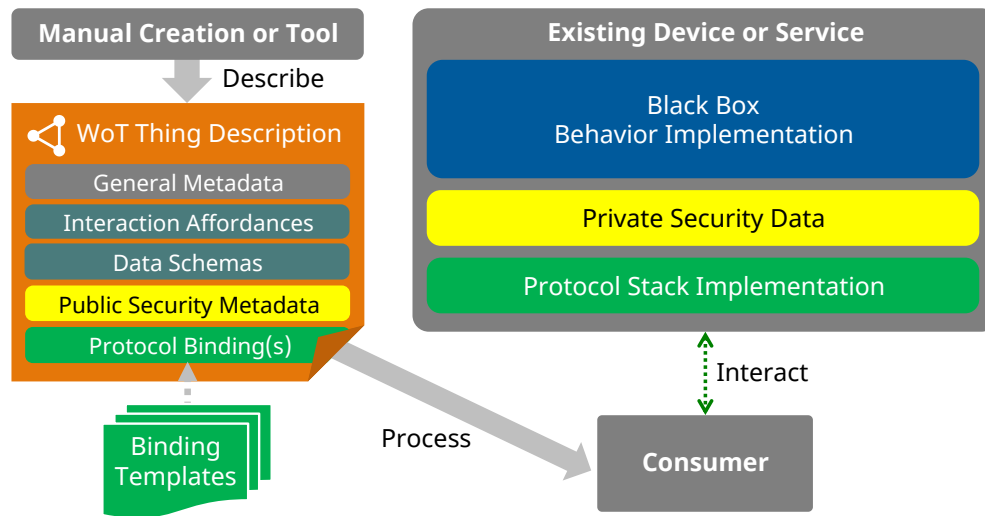 Manual Creation or Tool
Describe
WoT Thing Description
General Metadata
Interaction Affordances
Data Schemas
Public Security Metadata
Protocol Binding(s)
Binding
Templates
Process
Existing Device or Service
Black Box
Behavior Implementation
Private Security Data
Protocol Stack Implementation
Interact
Consumer